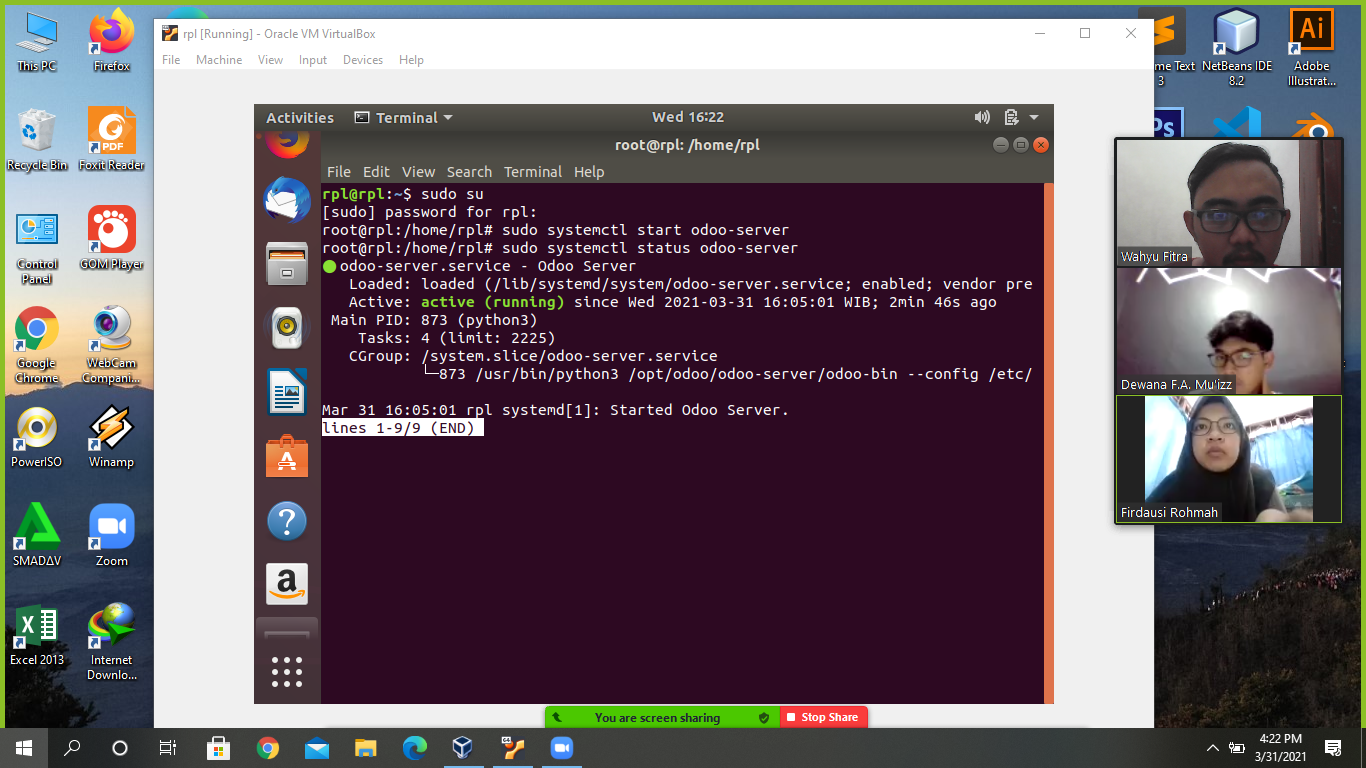 This PC
Firefox
Recycle Bin
Foxit Reader
PDF
Control Panel
GOM Player
Google Chrome
WebCam Compani...
PowerISO
Winamp
SMADΔV
Zoom
Excel 2013
Internet Downlo...
rpl [Running] - Oracle VM VirtualBox
File Machine View Input Devices Help
me Text 3
NetBeans IDE 8.2
Ai
Adobe Illustrat...
Ps
Activities Terminal Wed 16:22
root@rpl: /home/rpl
File Edit View Search Terminal Help
rpl@rpl:~$ sudo su
[sudo] password for rpl:
root@rpl:/home/rpl# sudo systemctl start odoo-server
root@rpl:/home/rpl# sudo systemctl status odoo-server
● odoo-server.service - Odoo Server
Loaded: loaded (/lib/systemd/system/odoo-server.service; enabled; vendor pre
Active: active (running) since Wed 2021-03-31 16:05:01 WIB; 2min 46s ago
Main PID: 873 (python3)
Tasks: 4 (limit: 2225)
CGroup: /system.slice/odoo-server.service
└─873 /usr/bin/python3 /opt/odoo/odoo-server/odoo-bin --config /etc/
Mar 31 16:05:01 rpl systemd[1]: Started Odoo Server.
lines 1-9/9 (END)
Wahyu Fitra
Dewana F.A. Mu'izz
Firdausi Rohmah
You are screen sharing
Stop Share
4:22 PM
3/31/2021